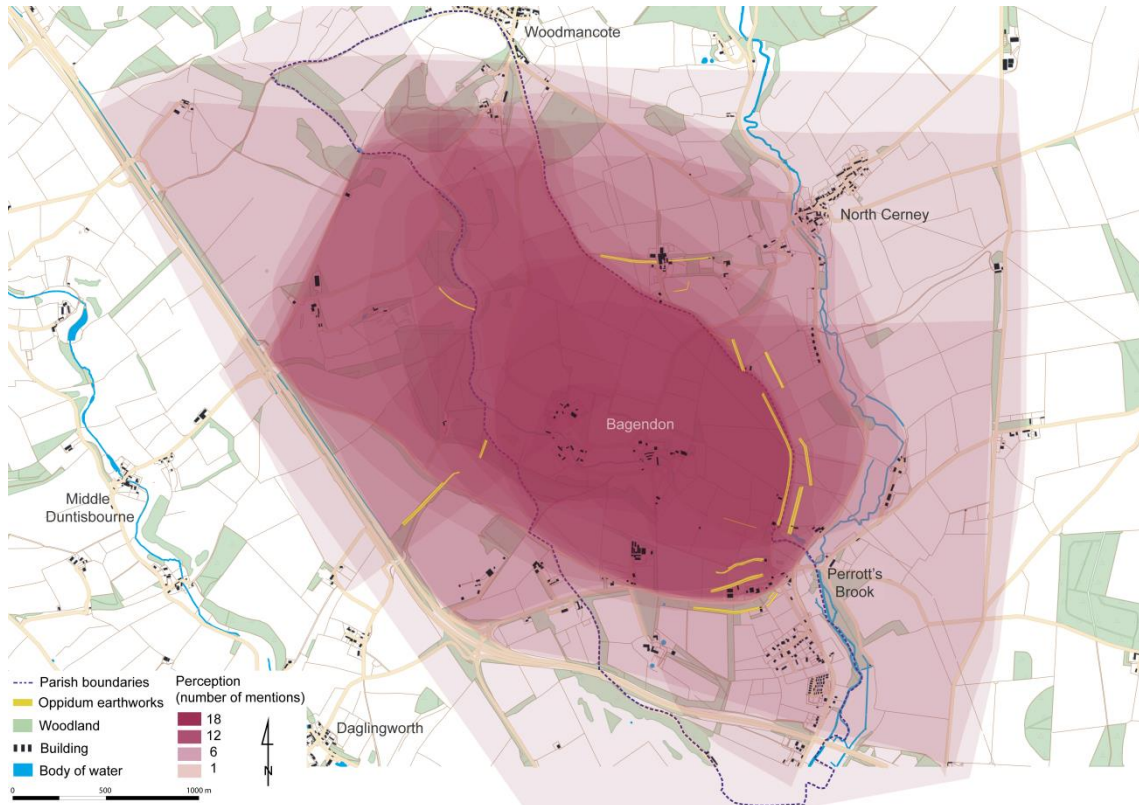 Woodmancote
North Cerney
Bagendon
Middle
Duntisbourne
Perrott's
Brook
Daglingworth
Parish boundaries
Oppidum earthworks
Woodland
Building
Body of water
Perception
(number of mentions)
18
12
6
1
N
0 500 1000 m